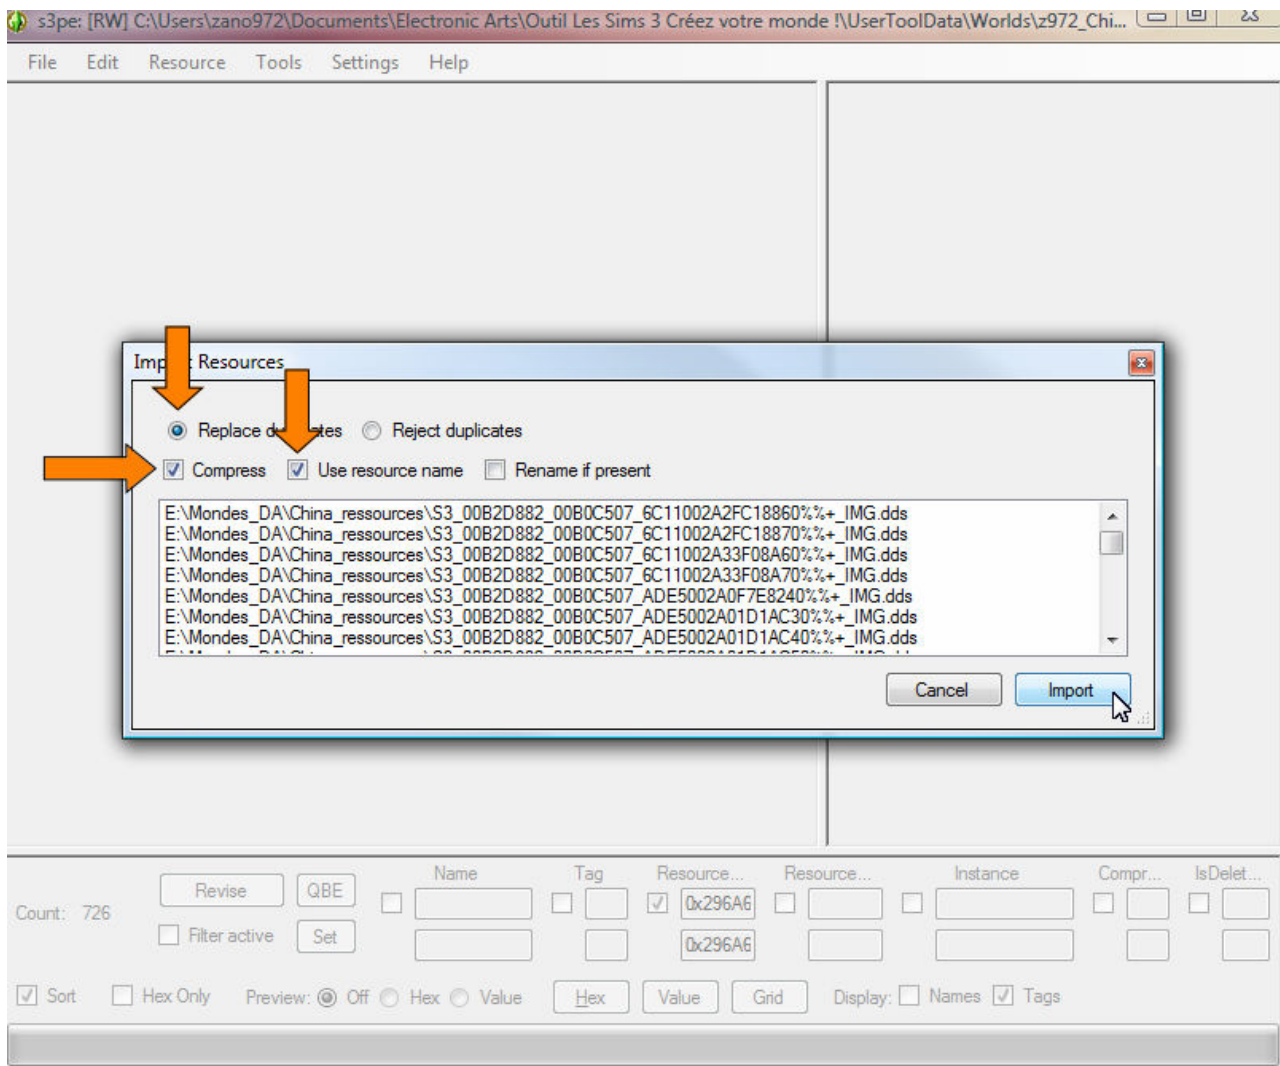 s3pe: [RW] C:\Users\zano972\Documents\Electronic Arts\Outil Les Sims 3 Créez votre monde !\UserToolData\Worlds\z972_Chi...
File Edit Resource Tools Settings Help
Resources
Replace Reject duplicates
Compress Use resource name Rename if present
E:\Mondes_DA\China_ressources\S3_00B2D882_00B0C507_6C11002A2FC18860%%+_IMG.dds
E:\Mondes_DA\China_ressources\S3_00B2D882_00B0C507_6C11002A2FC18870%%+_IMG.dds
E:\Mondes_DA\China_ressources\S3_00B2D882_00B0C507_6C11002A33F08A60%%+_IMG.dds
E:\Mondes_DA\China_ressources\S3_00B2D882_00B0C507_6C11002A33F08A70%%+_IMG.dds
E:\Mondes_DA\China_ressources\S3_00B2D882_00B0C507_ADE5002A0F7E8240%%+_IMG.dds
E:\Mondes_DA\China_ressources\S3_00B2D882_00B0C507_ADE5002A01D1AC30%%+_IMG.dds
E:\Mondes_DA\China_ressources\S3_00B2D882_00B0C507_ADE5002A01D1AC40%%+_IMG.dds
Cancel Import
Name Tag Resource... Resource... Instance Compr... IsDelet...
Revise QBE 0x296A6
Count: 726
Filter active Set 0x296A6
Sort Hex Only Preview: Off Hex Value Hex Value Grid Display: Names Tags